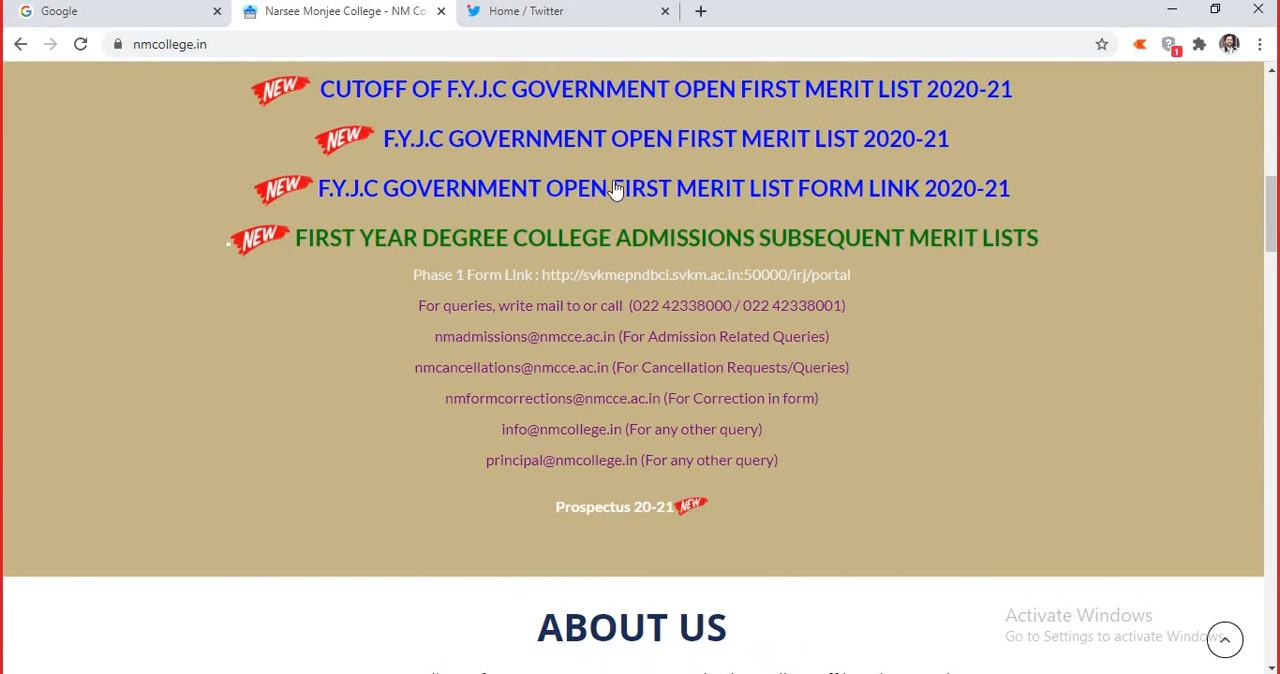 Google
Narsee Monjee College - NM Co
Home / Twitter
nmcollege.in
1
NEW CUTOFF OF F.Y.J.C GOVERNMENT OPEN FIRST MERIT LIST 2020-21
NEW F.Y.J.C GOVERNMENT OPEN FIRST MERIT LIST 2020-21
NEW F.Y.J.C GOVERNMENT OPEN FIRST MERIT LIST FORM LINK 2020-21
NEW FIRST YEAR DEGREE COLLEGE ADMISSIONS SUBSEQUENT MERIT LISTS
Phase 1 Form Link : http://svkmepndbci.svkm.ac.in:50000/irj/portal
For queries, write mail to or call (022 42338000 / 022 42338001)
nmadmissions@nmcce.ac.in (For Admission Related Queries)
nmcancellations@nmcce.ac.in (For Cancellation Requests/Queries)
nmformcorrections@nmcce.ac.in (For Correction in form)
info@nmcollege.in (For any other query)
principal@nmcollege.in (For any other query)
Prospectus 20-21 NEW
ABOUT US
Activate Windows
Go to Settings to activate Windows.